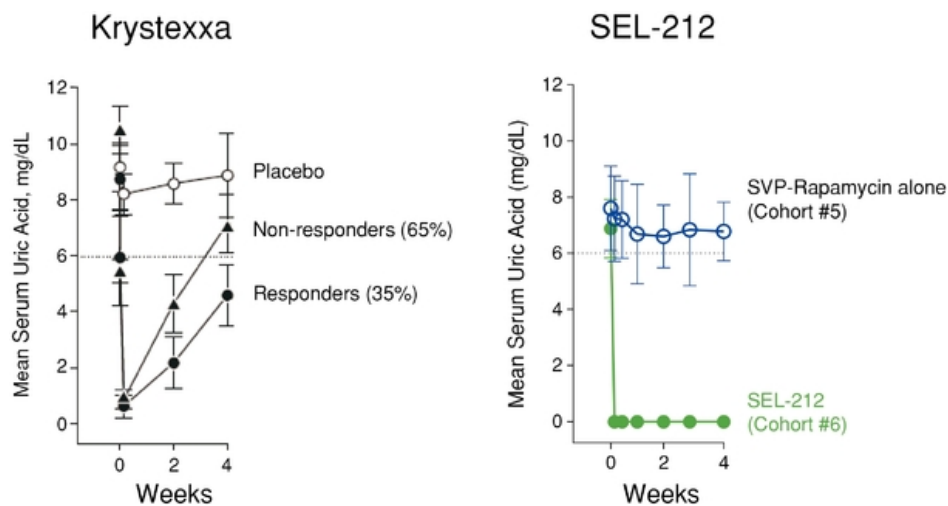 Krystexxa
Mean Serum Uric Acid, mg/dL
12
10
8
6
4
2
0
Placebo
Non-responders (65%)
Responders (35%)
0 2 4
Weeks
SEL-212
Mean Serum Uric Acid (mg/dL)
12
10
8
6
4
2
0
SVP-Rapamycin alone
(Cohort #5)
SEL-212
(Cohort #6)
0 2 4
Weeks